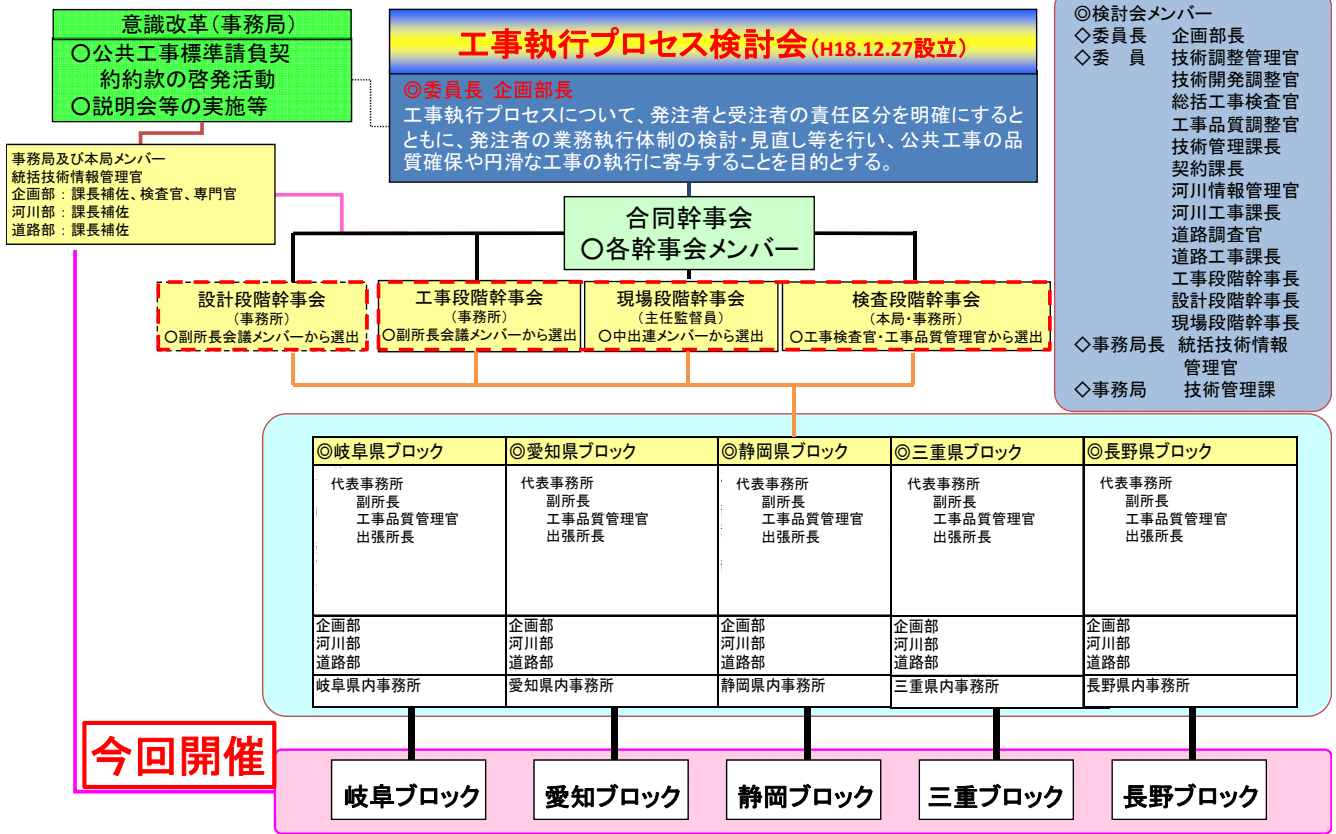 意識改革(事務局)
〇公共工事標準請負契
約約款の啓発活動
〇説明会等の実施等
工事執行プロセス検討会(H18.12.27設立)
◎委員長 企画部長
工事執行プロセスについて、発注者と受注者の責任区分を明確にすると
ともに、発注者の業務執行体制の検討・見直し等を行い、公共工事の品
質確保や円滑な工事の執行に寄与することを目的とする。
◎検討会メンバー
◇委員長 企画部長
◇委 員 技術調整管理官
技術開発調整官
総括工事検査官
工事品質調整官
技術管理課長
契約課長
河川情報管理官
河川工事課長
道路調査官
道路工事課長
工事段階幹事長
設計段階幹事長
現場段階幹事長
◇事務局長 統括技術情報
管理官
◇事務局 技術管理課
事務局及び本局メンバー
統括技術情報管理官
企画部：課長補佐、検査官、専門官
河川部：課長補佐
道路部：課長補佐
合同幹事会
〇各幹事会メンバー
設計段階幹事会
(事務所)
〇副所長会議メンバーから選出
工事段階幹事会
(事務所)
〇副所長会議メンバーから選出
現場段階幹事会
(主任監督員)
〇中出連メンバーから選出
検査段階幹事会
(本局・事務所)
〇工事検査官・工事品質管理官から選出
◎岐阜県ブロック
代表事務所
副所長
工事品質管理官
出張所長
企画部
河川部
道路部
岐阜県内事務所
◎愛知県ブロック
代表事務所
副所長
工事品質管理官
出張所長
企画部
河川部
道路部
愛知県内事務所
◎静岡県ブロック
代表事務所
副所長
工事品質管理官
出張所長
企画部
河川部
道路部
静岡県内事務所
◎三重県ブロック
代表事務所
副所長
工事品質管理官
出張所長
企画部
河川部
道路部
三重県内事務所
◎長野県ブロック
代表事務所
副所長
工事品質管理官
出張所長
企画部
河川部
道路部
長野県内事務所
今回開催
岐阜ブロック
愛知ブロック
静岡ブロック
三重ブロック
長野ブロック